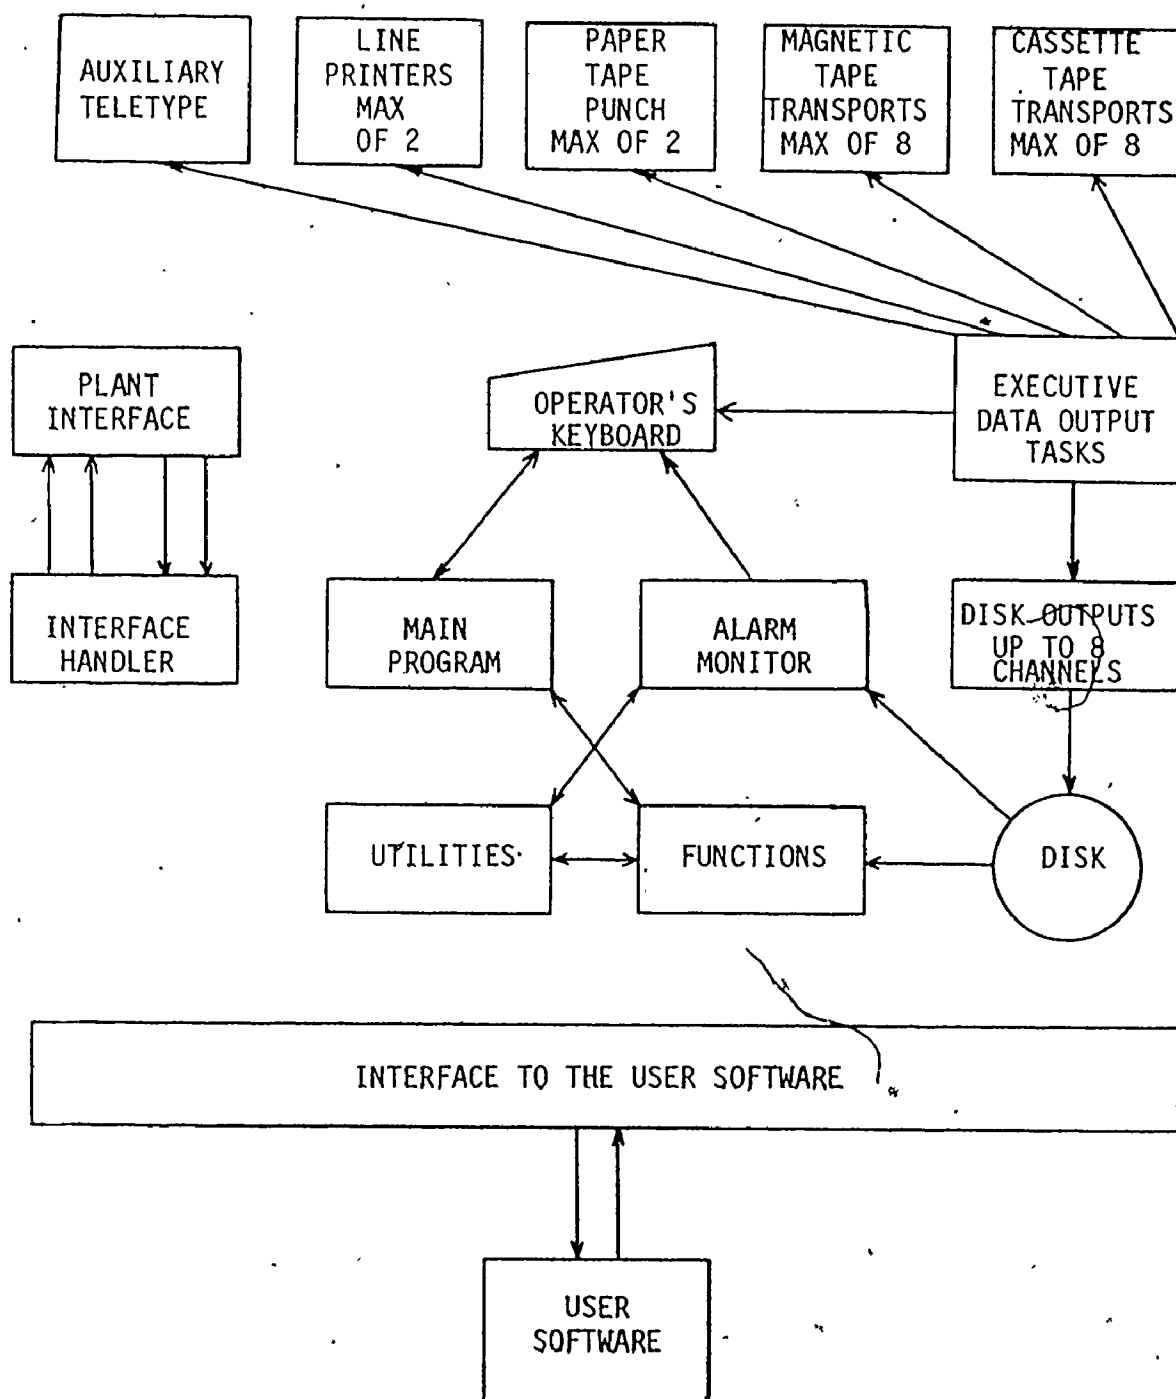 AUXILIARY
TELETYPE
LINE
PRINTERS
MAX
OF 2
PAPER
TAPE
PUNCH
MAX OF 2
MAGNETIC
TAPE
TRANSPORTS
MAX OF 8
CASSETTE
TAPE
TRANSPORTS
MAX OF 8
PLANT
INTERFACE
OPERATOR'S
KEYBOARD
EXECUTIVE
DATA OUTPUT
TASKS
INTERFACE
HANDLER
MAIN
PROGRAM
ALARM
MONITOR
DISK OUTPUTS
UP TO 8
CHANNELS
UTILITIES
FUNCTIONS
DISK
INTERFACE TO THE USER SOFTWARE
USER
SOFTWARE